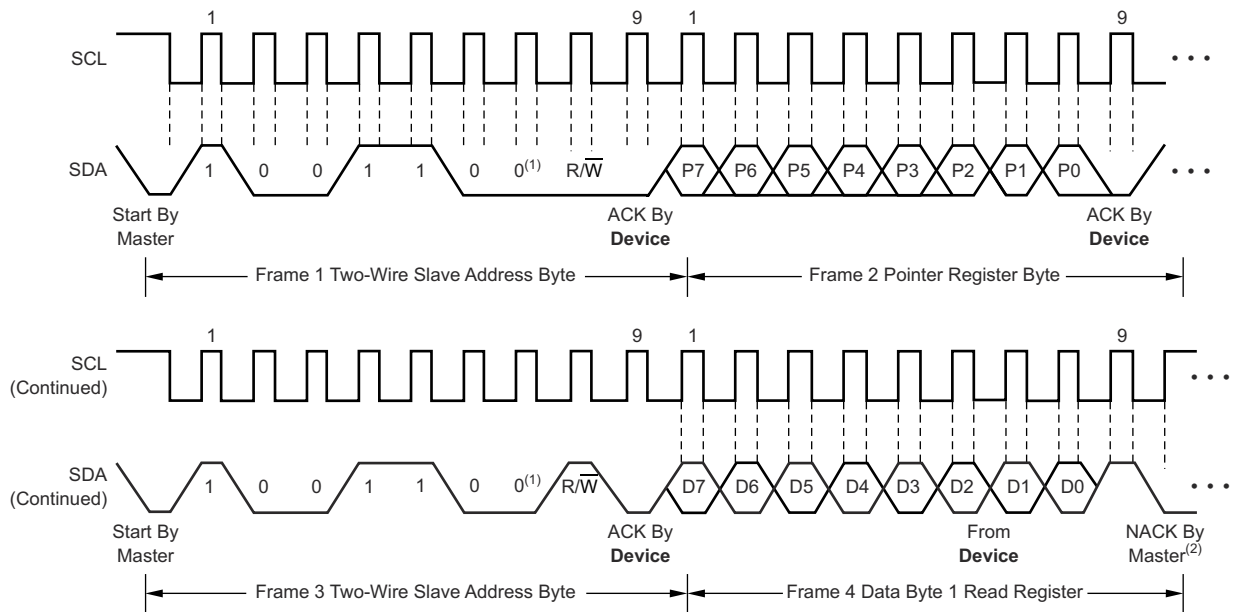 1 9 1 9
SCL
SDA
1 0 0 1 1 0 0(1) R/W P7 P6 P5 P4 P3 P2 P1 P0
Start By
Master
ACK By
Device
ACK By
Device
Frame 1 Two-Wire Slave Address Byte
Frame 2 Pointer Register Byte
1 9 1 9
SCL
(Continued)
SDA
(Continued)
1 0 0 1 1 0 0(1) R/W D7 D6 D5 D4 D3 D2 D1 D0
Start By
Master
ACK By
Device
From
Device
NACK By
Master(2)
Frame 3 Two-Wire Slave Address Byte
Frame 4 Data Byte 1 Read Register